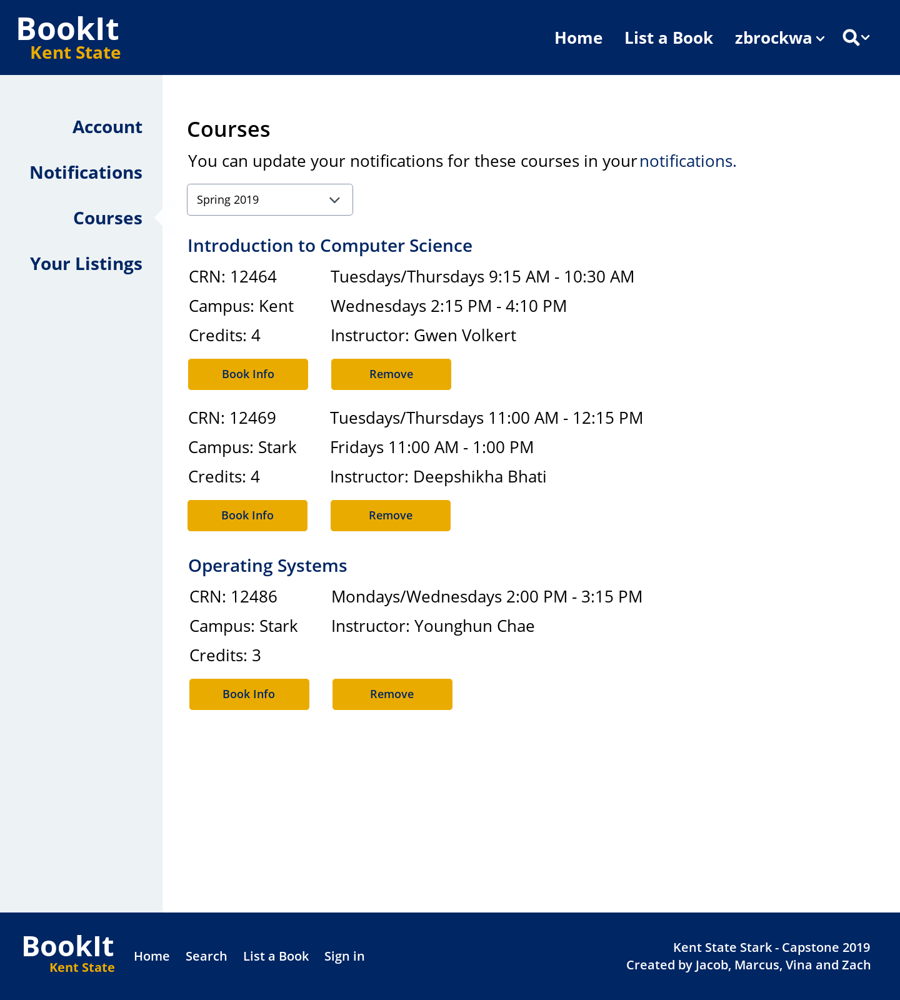 BookIt
Kent State
Home List a Book zbrockwa
Account
Notifications
Courses
Your Listings
Courses
You can update your notifications for these courses in your notifications.
Spring 2019
Introduction to Computer Science
CRN: 12464 Tuesdays/Thursdays 9:15 AM - 10:30 AM
Campus: Kent Wednesdays 2:15 PM - 4:10 PM
Credits: 4 Instructor: Gwen Volkert
Book Info Remove
CRN: 12469 Tuesdays/Thursdays 11:00 AM - 12:15 PM
Campus: Stark Fridays 11:00 AM - 1:00 PM
Credits: 4 Instructor: Deepshikha Bhati
Book Info Remove
Operating Systems
CRN: 12486 Mondays/Wednesdays 2:00 PM - 3:15 PM
Campus: Stark Instructor: Younghun Chae
Credits: 3
Book Info Remove
BookIt
Kent State
Home Search List a Book Sign in
Kent State Stark - Capstone 2019
Created by Jacob, Marcus, Vina and Zach